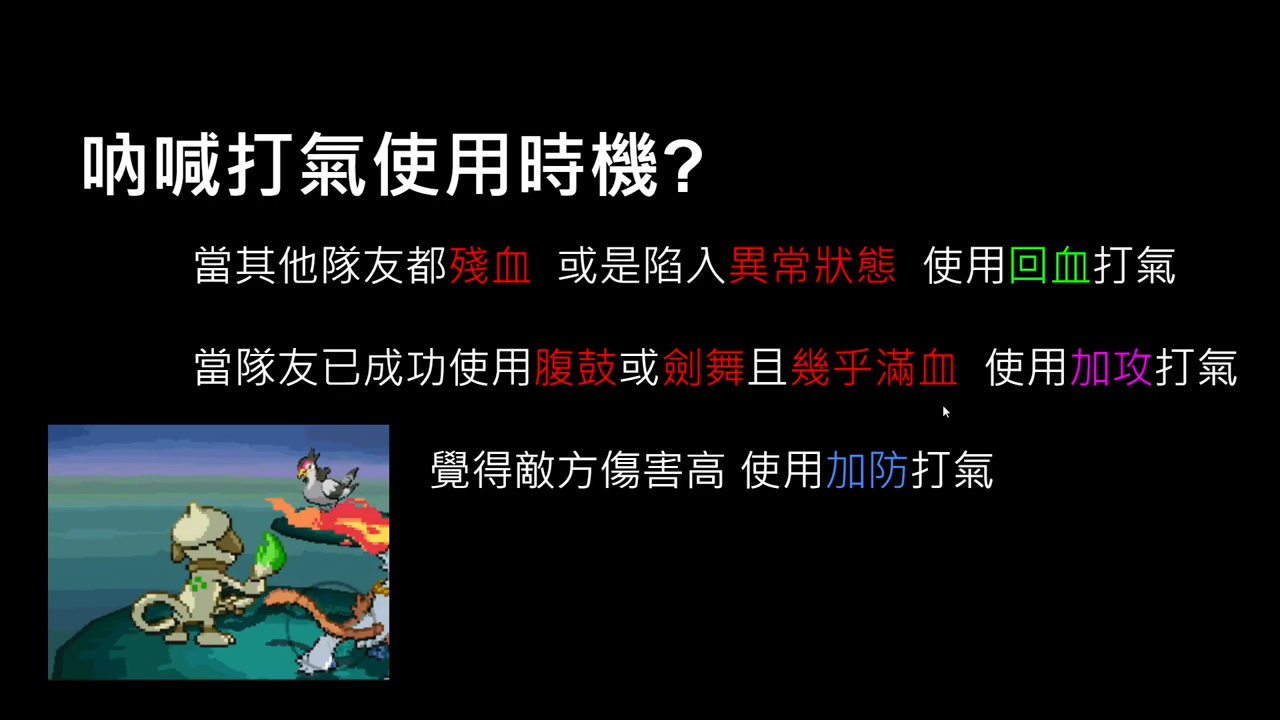 吶喊打氣使用時機?
當其他隊友都殘血 或是陷入異常狀態 使用回血打氣
當隊友已成功使用腹鼓或劍舞且幾乎滿血 使用加攻打氣
覺得敵方傷害高 使用加防打氣